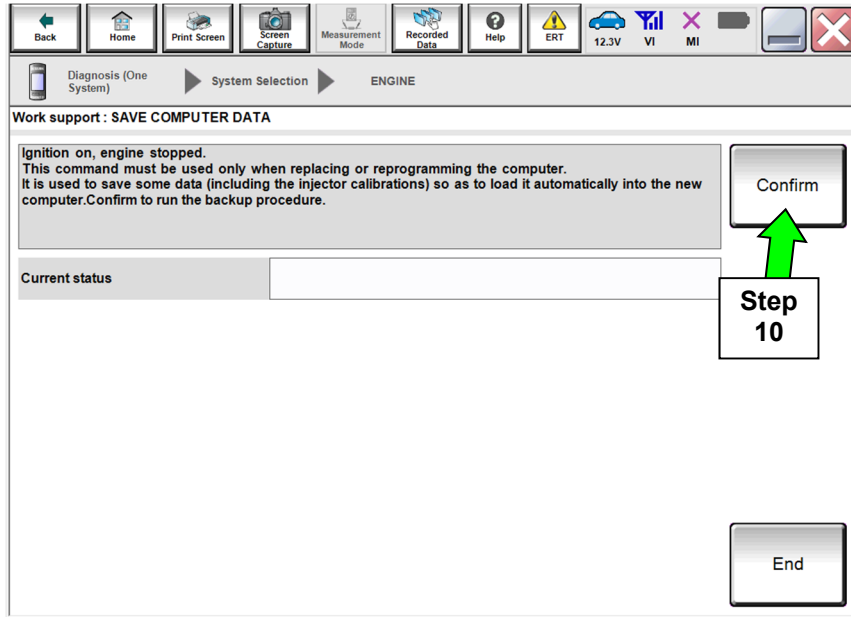 Back
Home
Print Screen
Screen
Capture
Measurement
Mode
Recorded
Data
Help
ERT
12.3V
VI
MI
Diagnosis (One
System)
System Selection
ENGINE
Work support : SAVE COMPUTER DATA
Ignition on, engine stopped.
This command must be used only when replacing or reprogramming the computer.
It is used to save some data (including the injector calibrations) so as to load it automatically into the new
computer.Confirm to run the backup procedure.
Confirm
Current status
Step
10
End